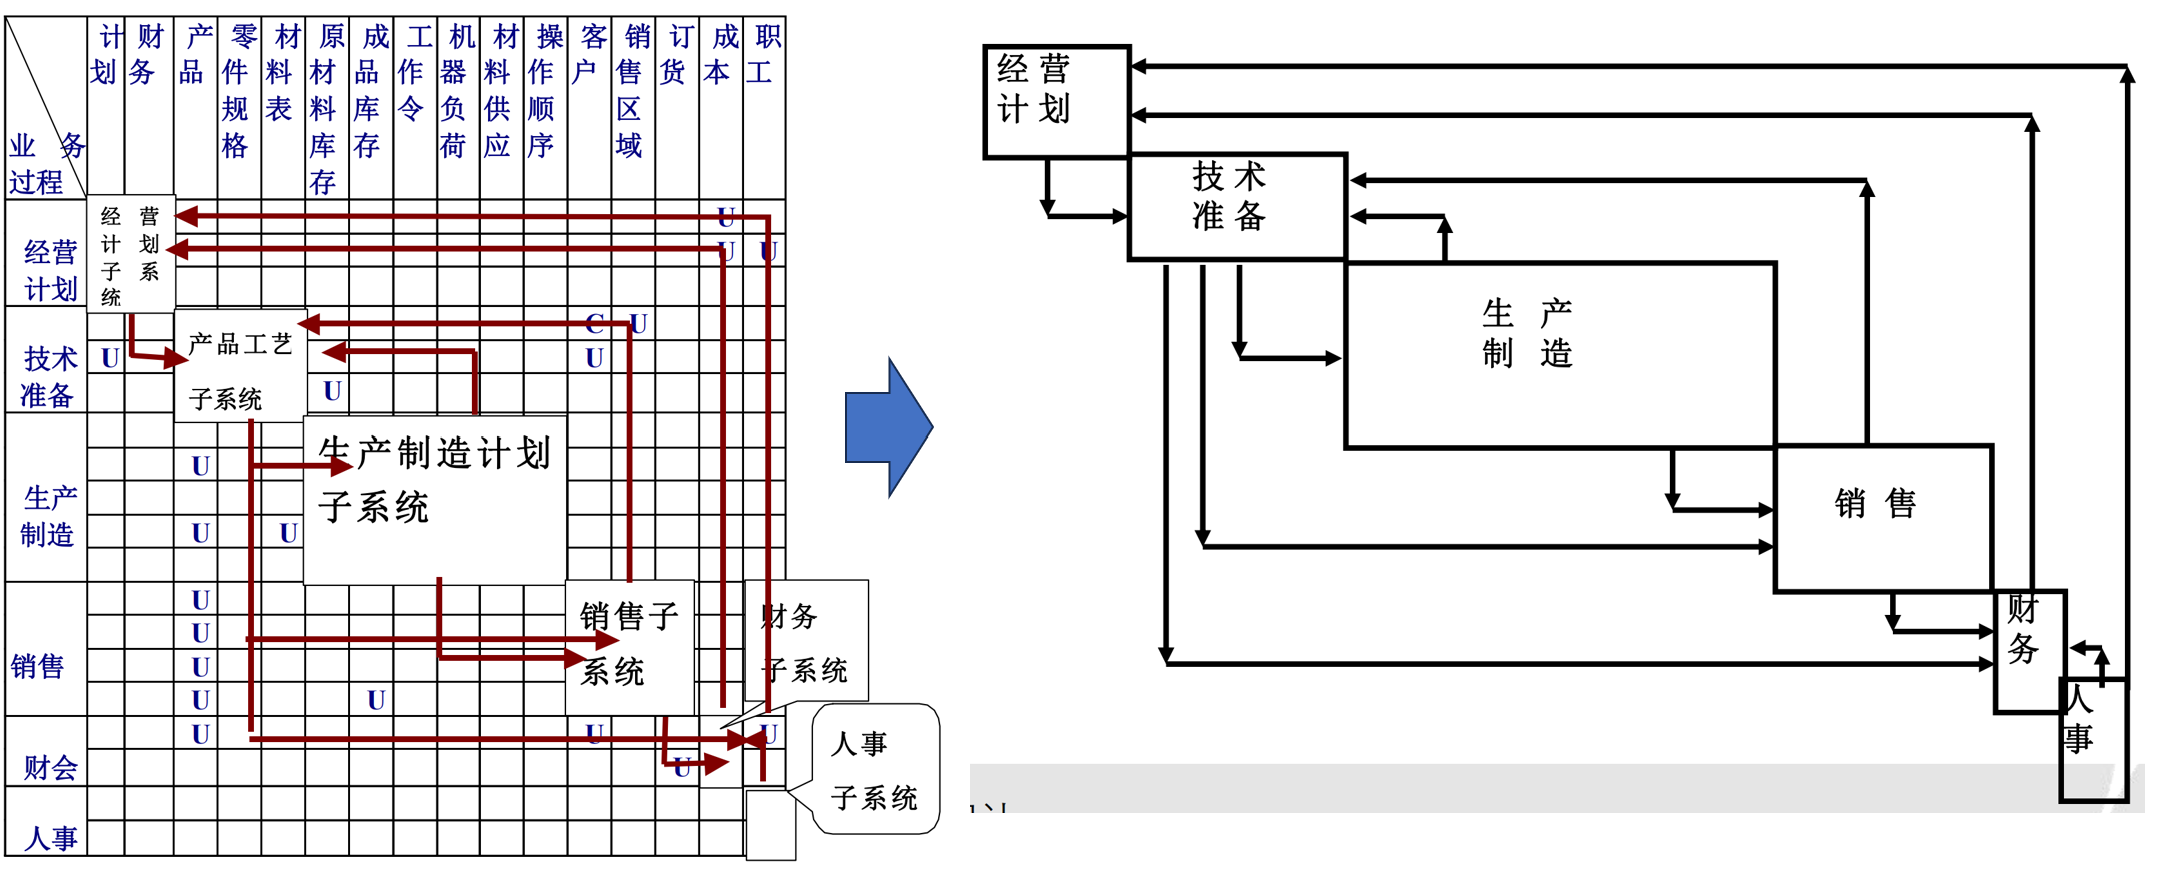 计划
财务
产品
零件规格
材料表
原材料库存
成品库存
工作令
机器负荷
材料供应
操作顺序
客户
销售区域
订货
成本
职工
业 务
过程
经营
计划
技术
准备
生产
制造
销售
财会
人事
经 营
计 划
子 系
统
产品工艺
子系统
生产制造计划
子系统
销售子
系统
财务
子系统
人事
子系统
U
U U
C U
U U
U
U
U U
U
U
U
U U
U U U
U
经 营
计 划
技 术
准 备
生 产
制 造
销 售
财
务
人
事